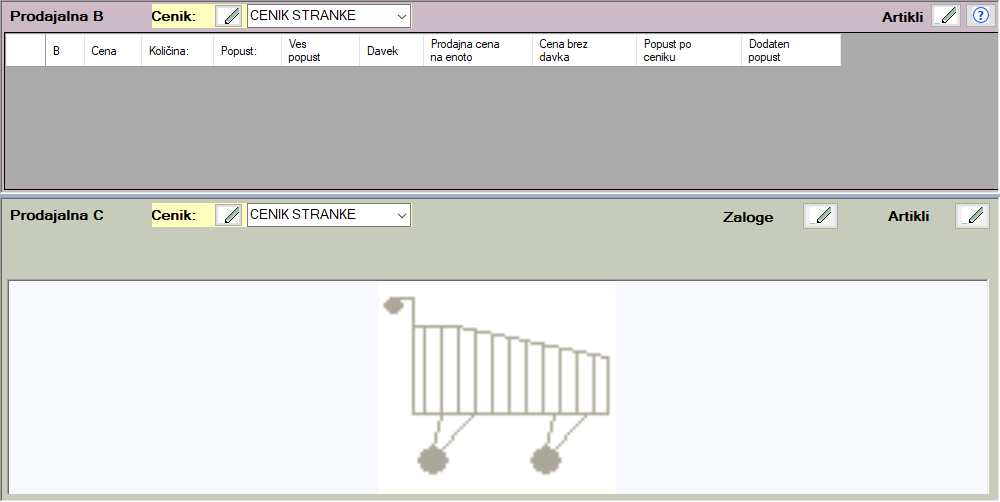 Prodajalna B Cenik: CENIK STRANKE Artikli ?
B Cena Količina: Popust: Ves popust Davek Prodajna cena na enoto Cena brez davka Popust po ceniku Dodaten popust
Prodajalna C Cenik: CENIK STRANKE Zaloge Artikli